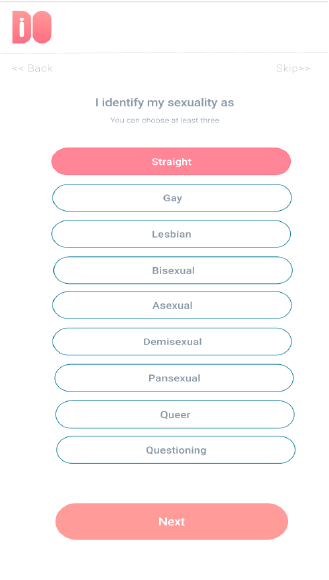 iDO
<< Back
Skip>>
I identify my sexuality as
You can choose at least three
Straight
Gay
Lesbian
Bisexual
Asexual
Demisexual
Pansexual
Queer
Questioning
Next